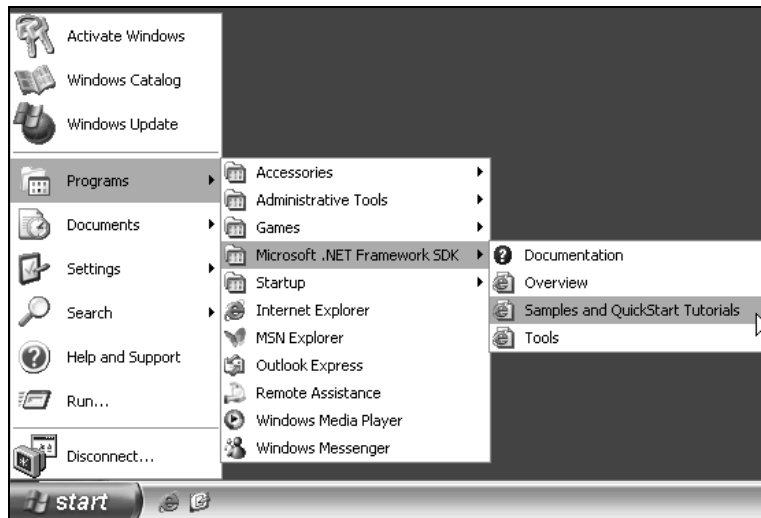 Activate Windows
Windows Catalog
Windows Update
Programs
Documents
Settings
Search
Help and Support
Run...
Disconnect...
Accessories
Administrative Tools
Games
Microsoft .NET Framework SDK
Startup
Internet Explorer
MSN Explorer
Outlook Express
Remote Assistance
Windows Media Player
Windows Messenger
Documentation
Overview
Samples and QuickStart Tutorials
Tools
start